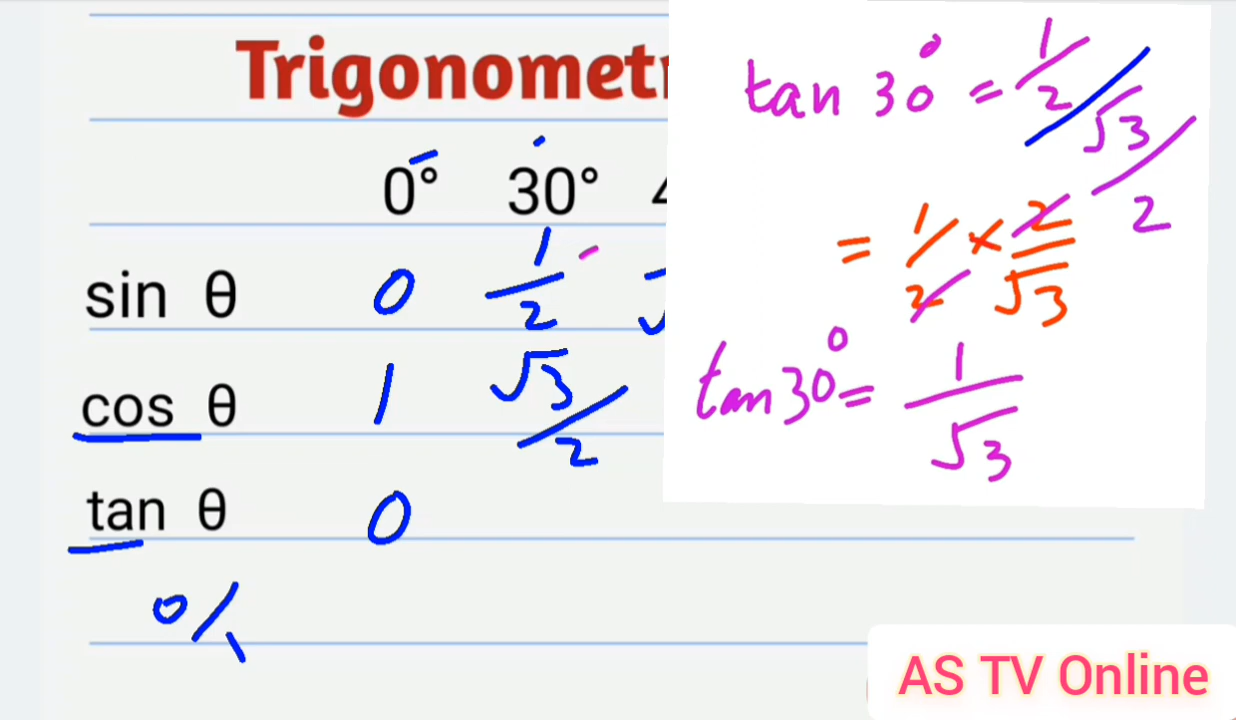 Trigonomet
0° 30°
sin θ 0 1/2
cos θ 1 √3/2
tan θ 0
0/1
tan 30° = 1/2 / √3/2
= 1/2 × 2/√3
tan 30° = 1/√3
AS TV Online